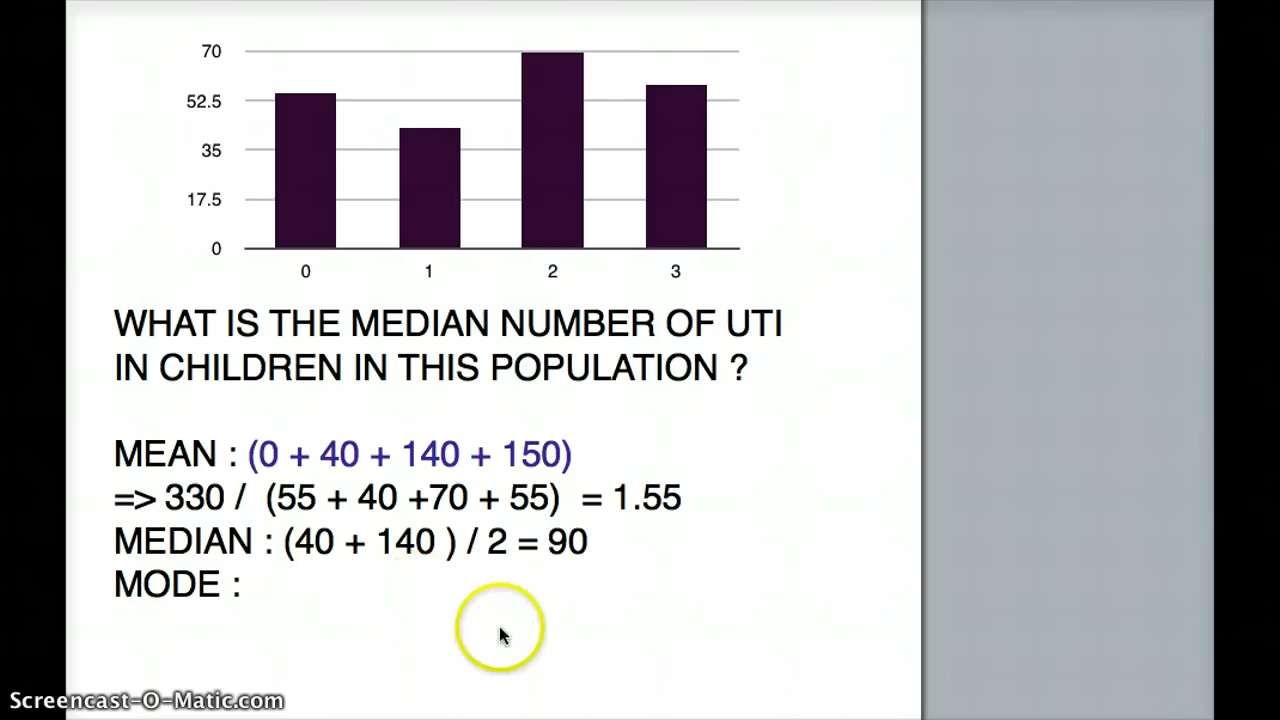 70
52.5
35
17.5
0
0 1 2 3
WHAT IS THE MEDIAN NUMBER OF UTI
IN CHILDREN IN THIS POPULATION ?
MEAN : (0 + 40 + 140 + 150)
=> 330 / (55 + 40 +70 + 55) = 1.55
MEDIAN : (40 + 140 ) / 2 = 90
MODE :
Screencast-O-Matic.com